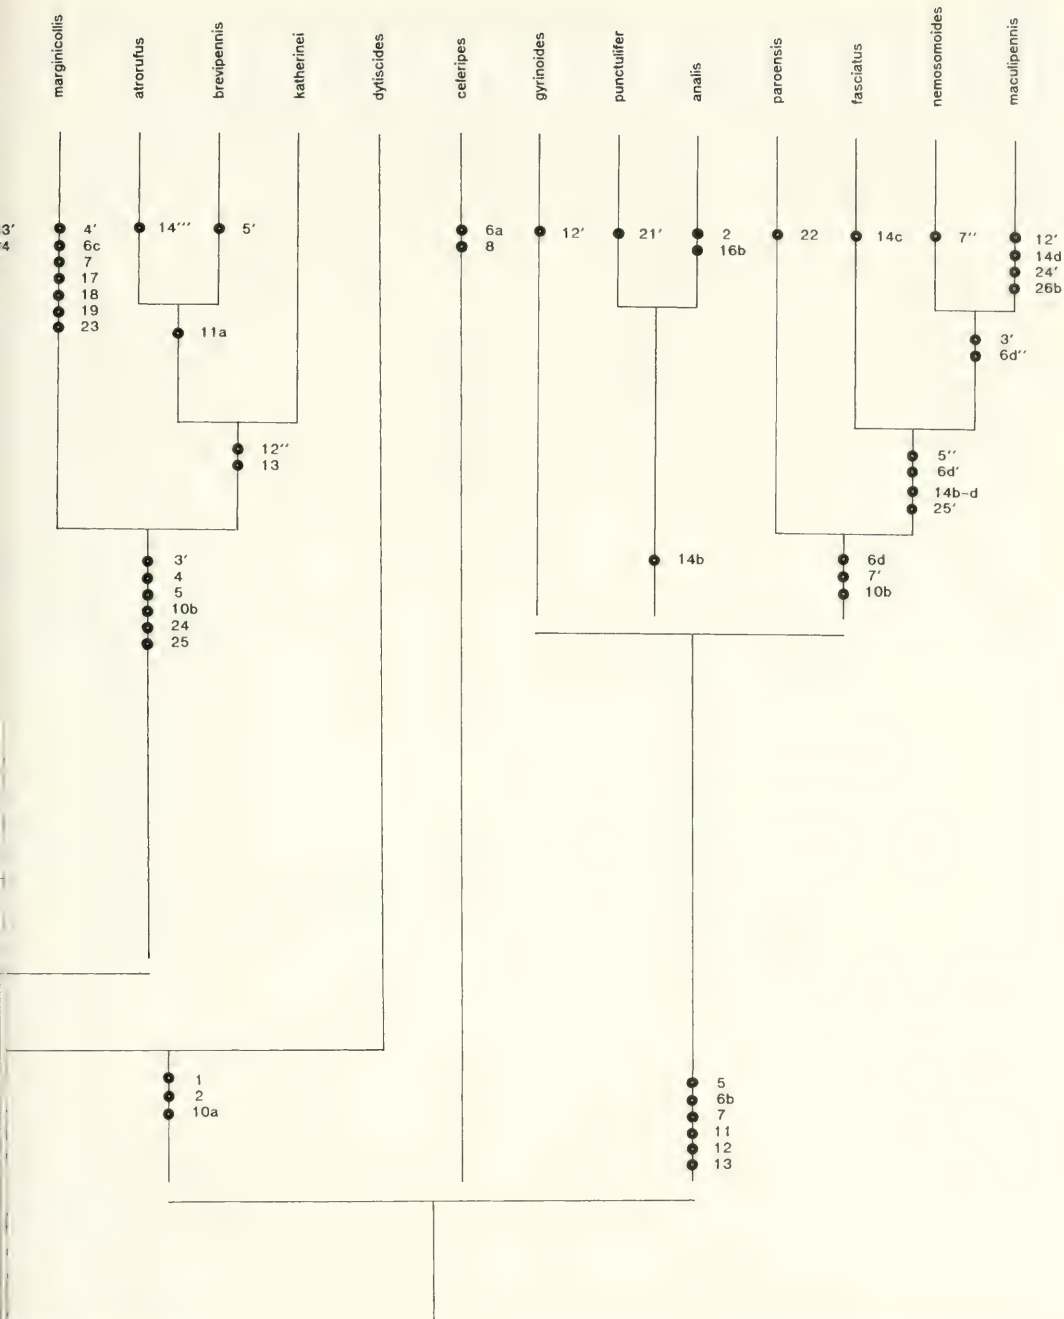 marginicollis
atrorufus
brevipennis
katherinei
dytiscides
celeripes
gyrinoides
punctulifer
analis
paroensis
fasciatus
nemosomoides
maculipennis
3'
4
4'
6c
7
17
18
19
23
14'''
5'
11a
12''
13
3'
4
5
10b
24
25
6a
8
12'
21'
2
16b
14b
22
14c
7''
12'
14d
24'
26b
3'
6d''
5''
6d'
14b-d
25'
6d
7'
10b
1
2
10a
5
6b
7
11
12
13